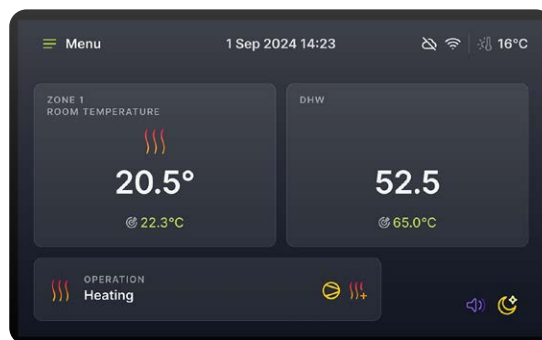 Menu
1 Sep 2024 14:23
16°C
ZONE 1
ROOM TEMPERATURE
20.5°
22.3°C
DHW
52.5
65.0°C
OPERATION
Heating